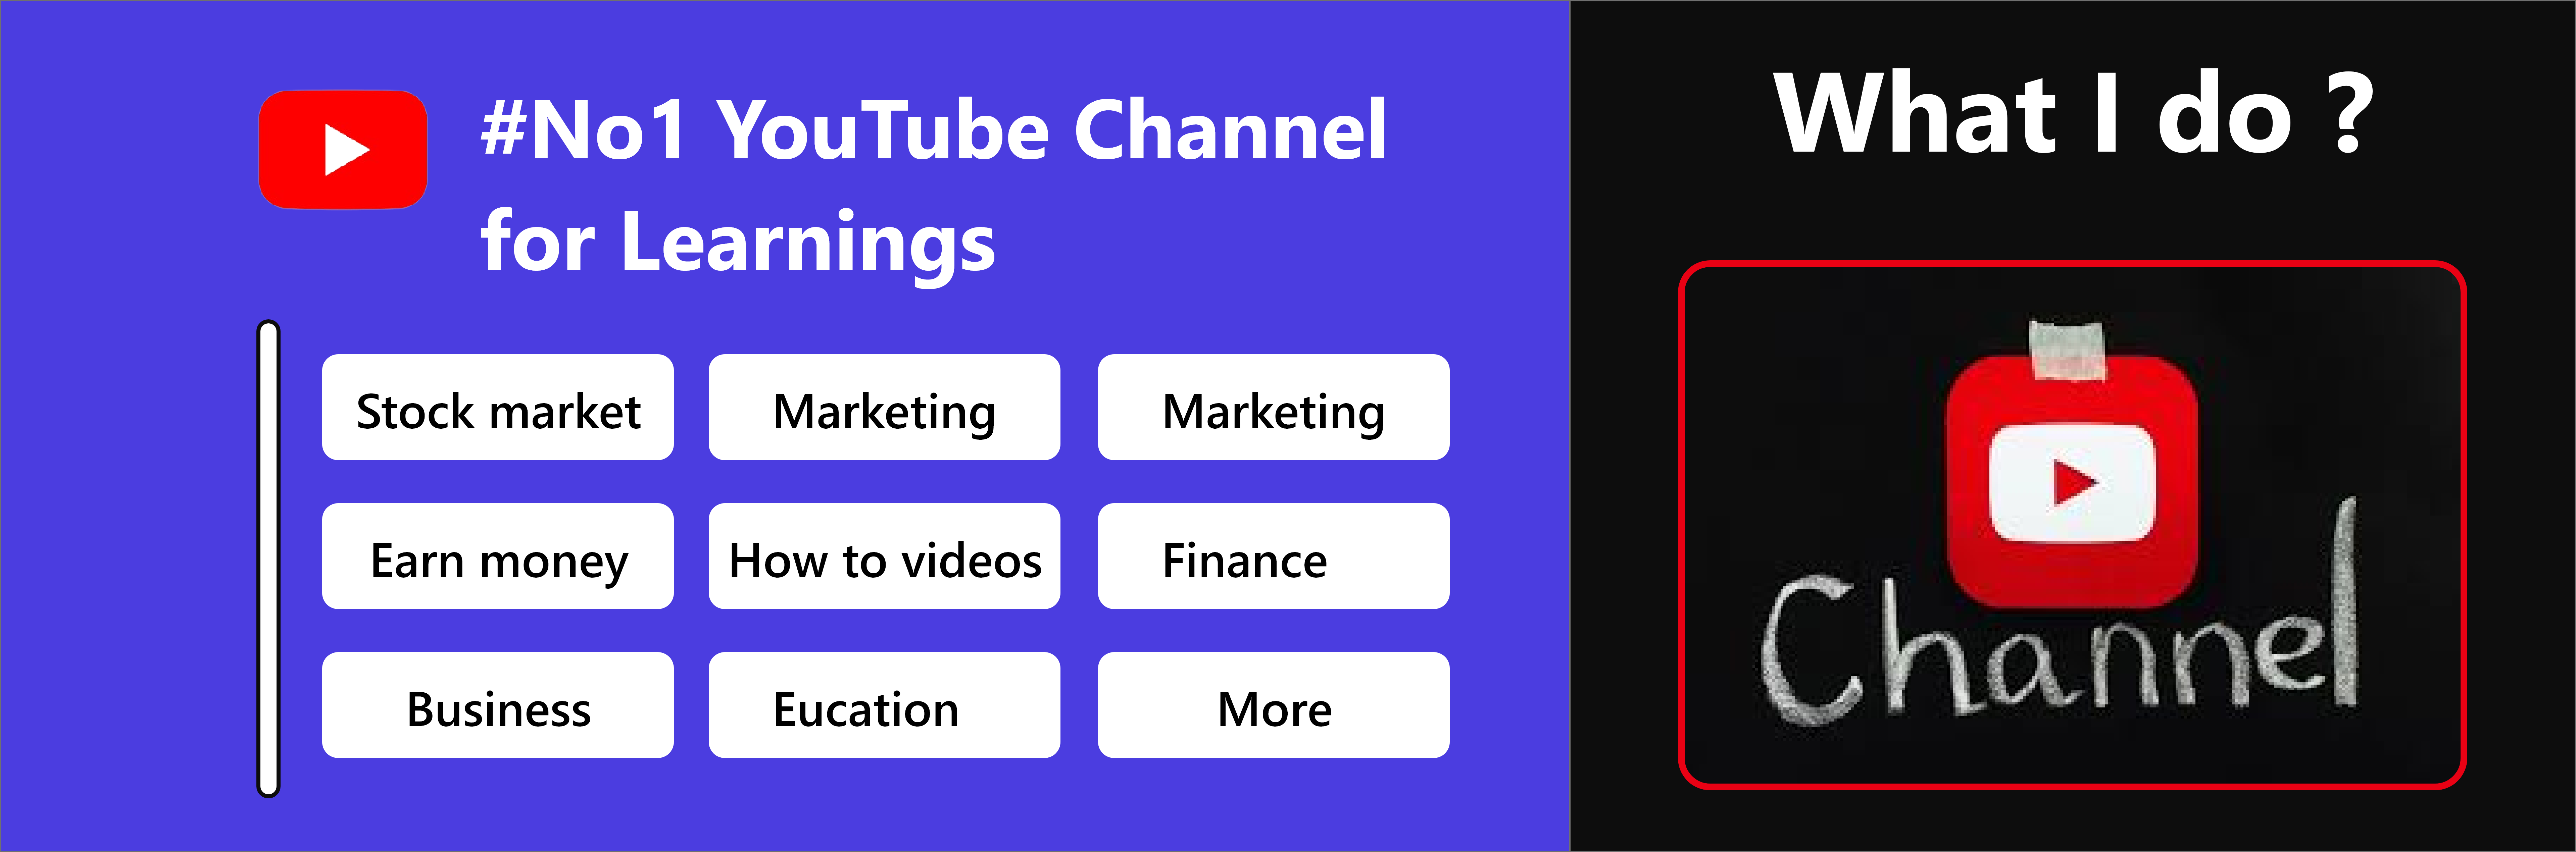 #No1 YouTube Channel
for Learnings
Stock market
Marketing
Marketing
Earn money
How to videos
Finance
Business
Eucation
More
What I do ?
Channel